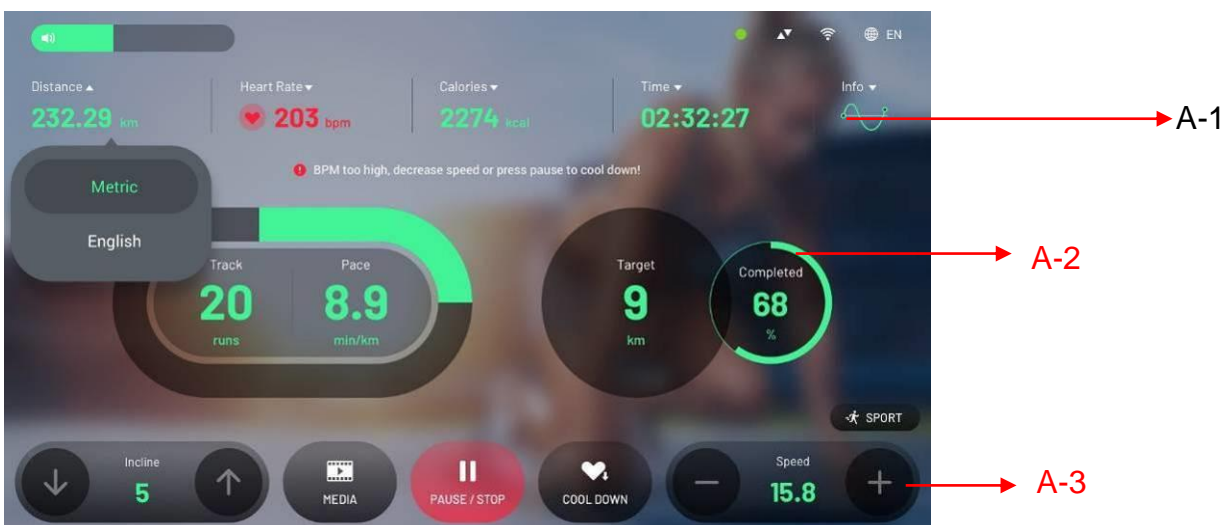 EN
Distance Heart Rate Calories Time Info
232.29 km 203 bpm 2274 kcal 02:32:27
A-1
BPM too high, decrease speed or press pause to cool down!
Metric
English
A-2
Track Pace Target Completed
20 8.9 9 68
runs min/km km %
SPORT
Incline Speed
5 15.8
MEDIA PAUSE / STOP COOL DOWN
A-3